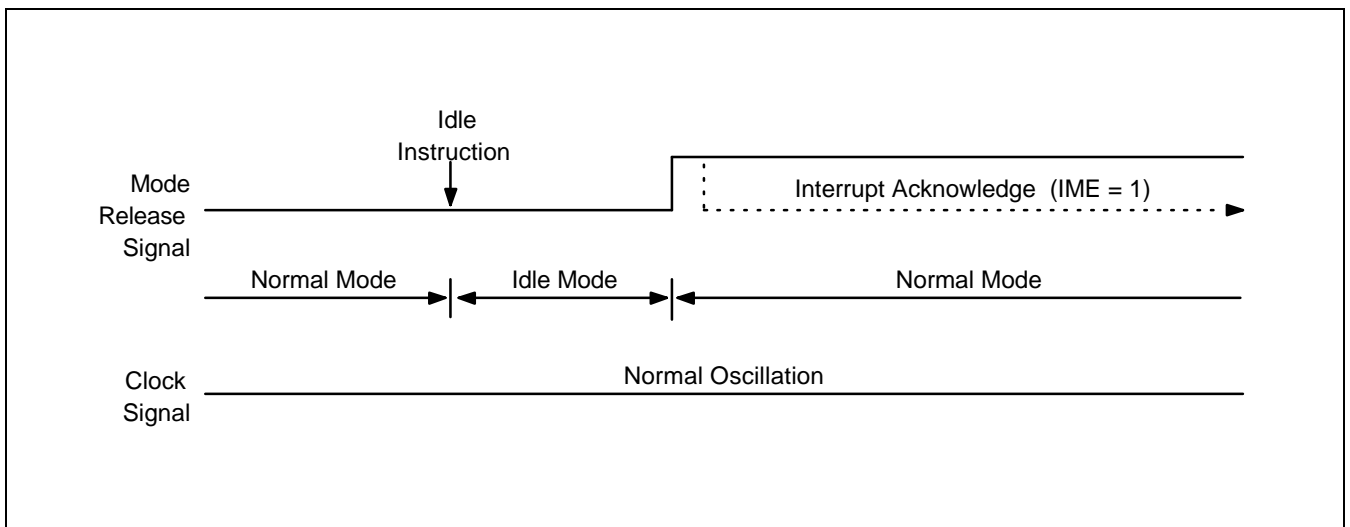 Idle
Instruction
Mode
Release
Signal
Interrupt Acknowledge (IME = 1)
Normal Mode
Idle Mode
Normal Mode
Clock
Signal
Normal Oscillation